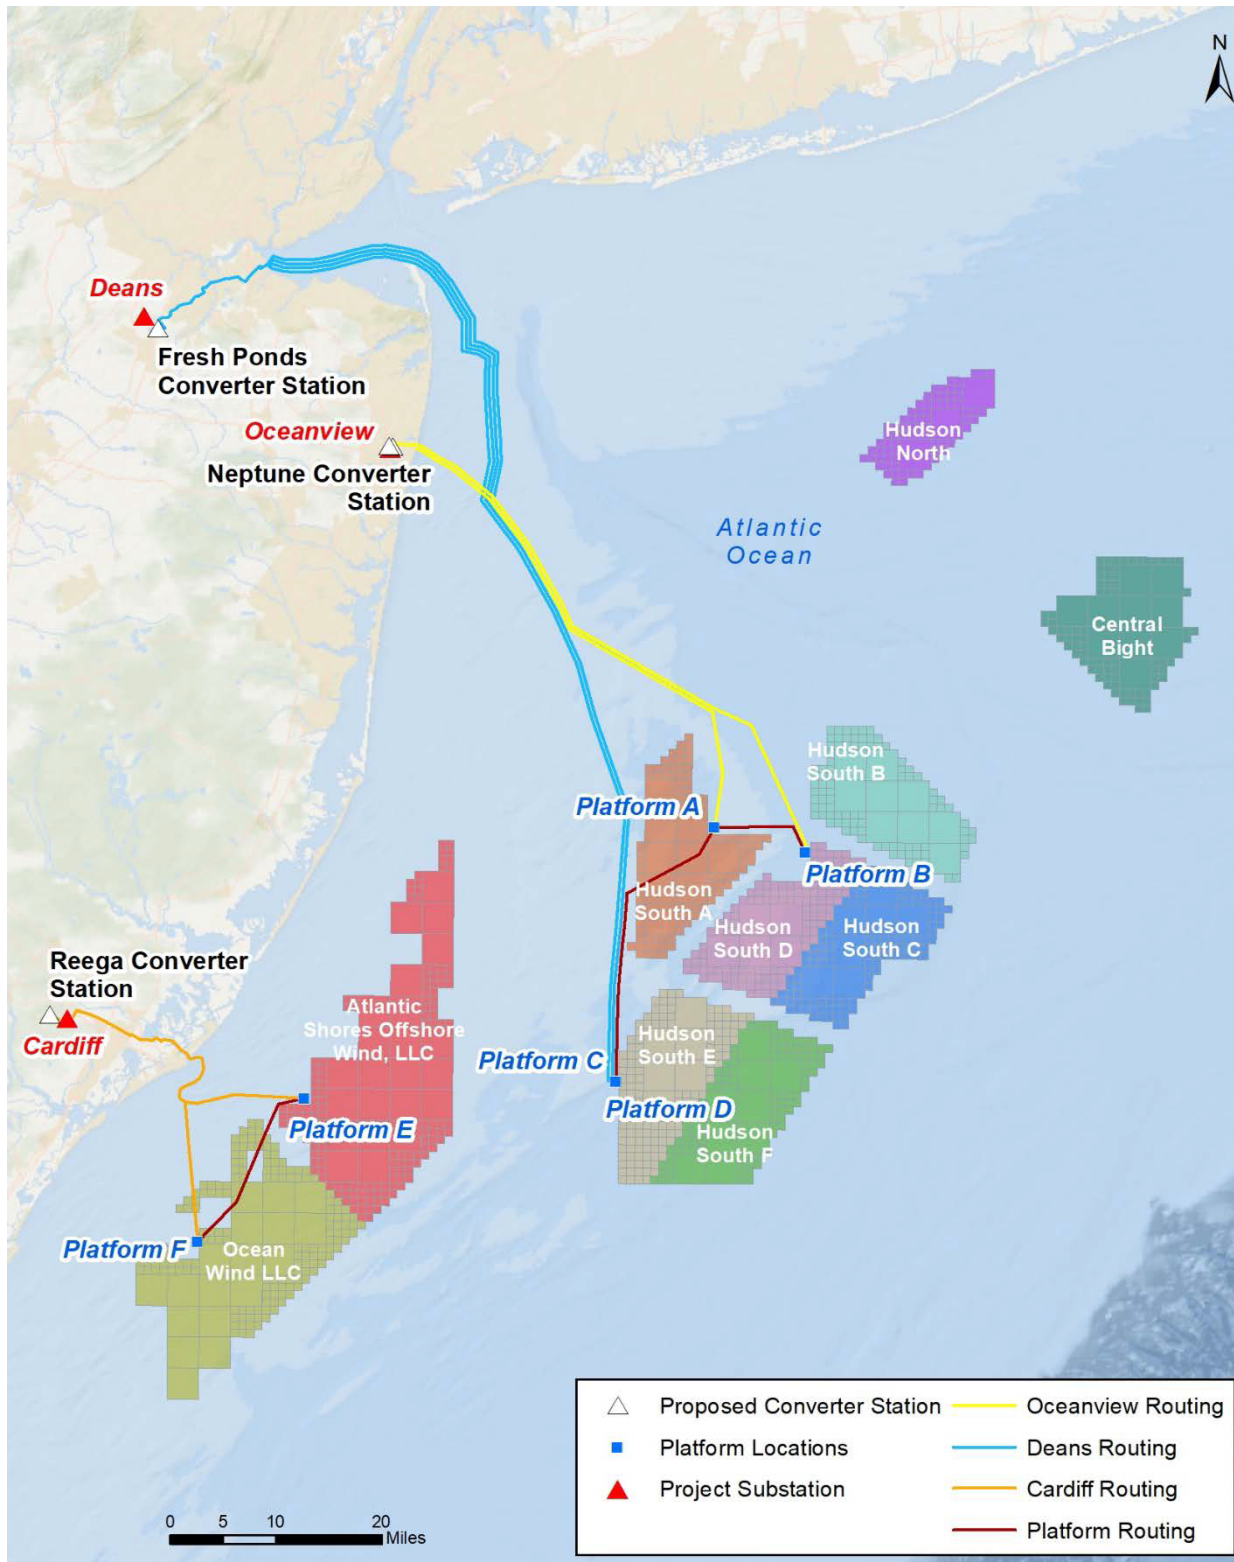 N
Deans
Fresh Ponds
Converter Station
Oceanview
Neptune Converter
Station
Hudson
North
Atlantic
Ocean
Central
Bight
Hudson
South B
Platform A
Platform B
Hudson
South A
Hudson
South D
Hudson
South C
Reega Converter
Station
Cardiff
Atlantic
Shores Offshore
Wind, LLC
Hudson
South E
Platform C
Platform D
Hudson
South F
Platform E
Platform F
Ocean
Wind LLC
Proposed Converter Station
Platform Locations
Project Substation
Oceanview Routing
Deans Routing
Cardiff Routing
Platform Routing
0 5 10 20
Miles